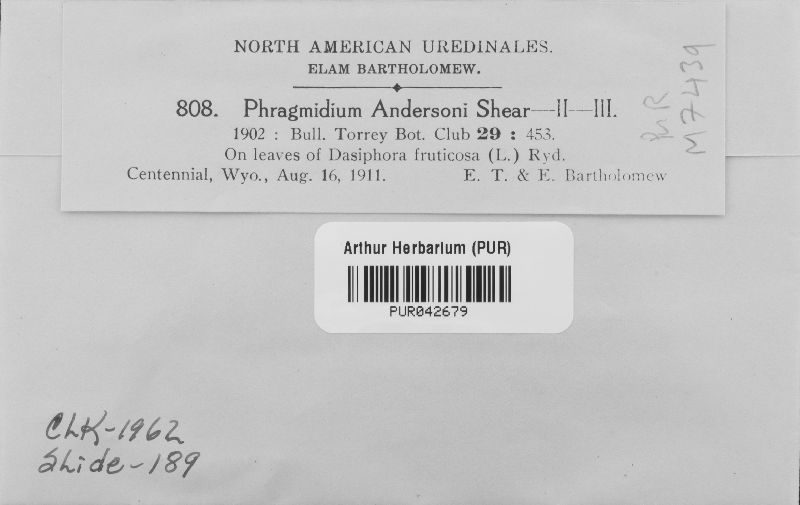 NORTH AMERICAN UREDINALES.
ELAM BARTHOLOMEW.
808. Phragmidium Andersoni Shear—II—III.
1902 : Bull. Torrey Bot. Club 29 : 453.
On leaves of Dasiphora fruticosa (L.) Ryd.
Centennial, Wyo., Aug. 16, 1911. E. T. & E. Bartholomew
PUR
M7439
Arthur Herbarium (PUR)
PUR042679
CLK-1962
Slide-189